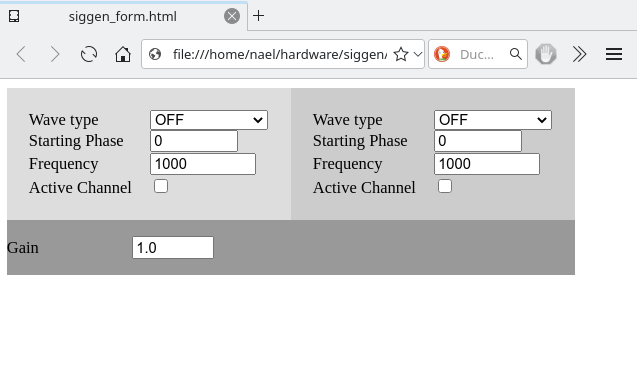 siggen_form.html
file:///home/nael/hardware/siggen/
Duc...
Wave type OFF
Starting Phase 0
Frequency 1000
Active Channel
Wave type OFF
Starting Phase 0
Frequency 1000
Active Channel
Gain 1.0